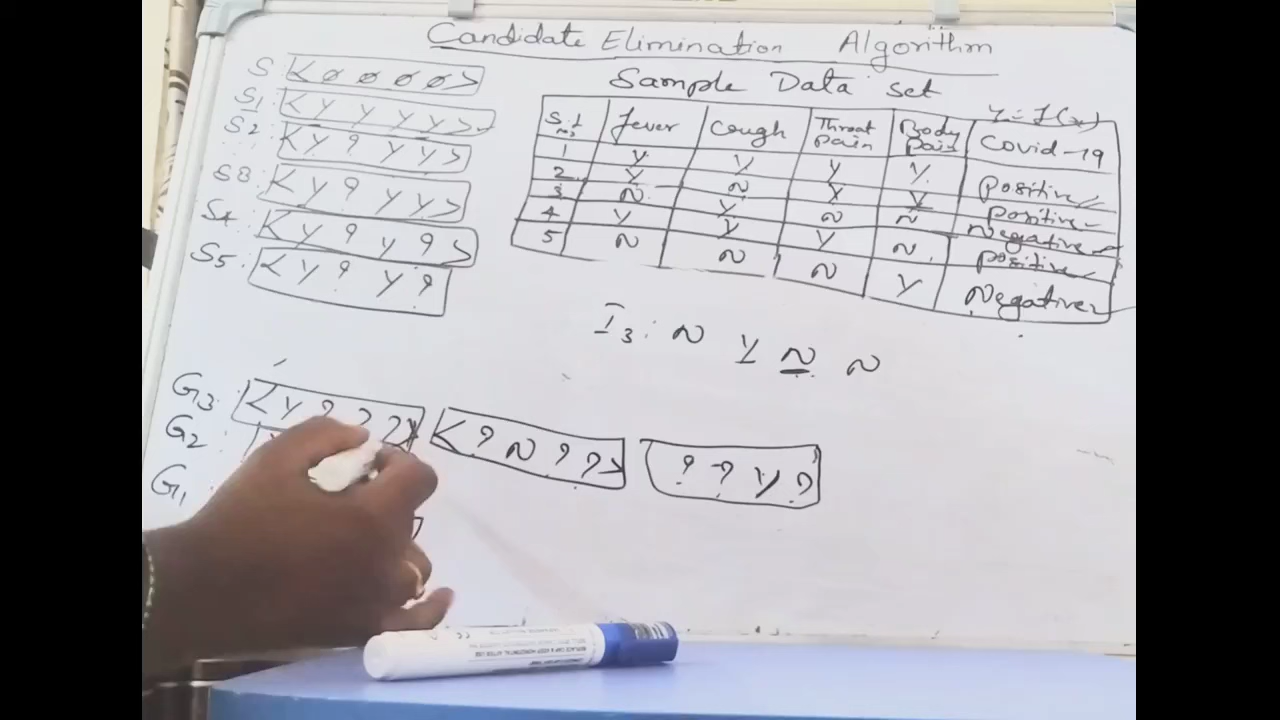 Candidate Elimination Algorithm
Sample Data set
S <ø ø ø ø>
S1 <Y Y Y Y>
S2 <Y ? Y Y>
S3: <Y ? Y Y>
S4: <Y ? Y ?>
S5: <Y ? Y ?
Y = f(x)
Fever Cough Throat pain Body pain Covid-19
1 Y Y Y Y positive
2 Y N Y Y positive
3 N Y N N Negative
4 Y Y Y N positive
5 N N N Y Negative
I3: N Y N N
G3: <Y ? ? ?> <? N ? ?> ? ? Y ?
G2:
G1